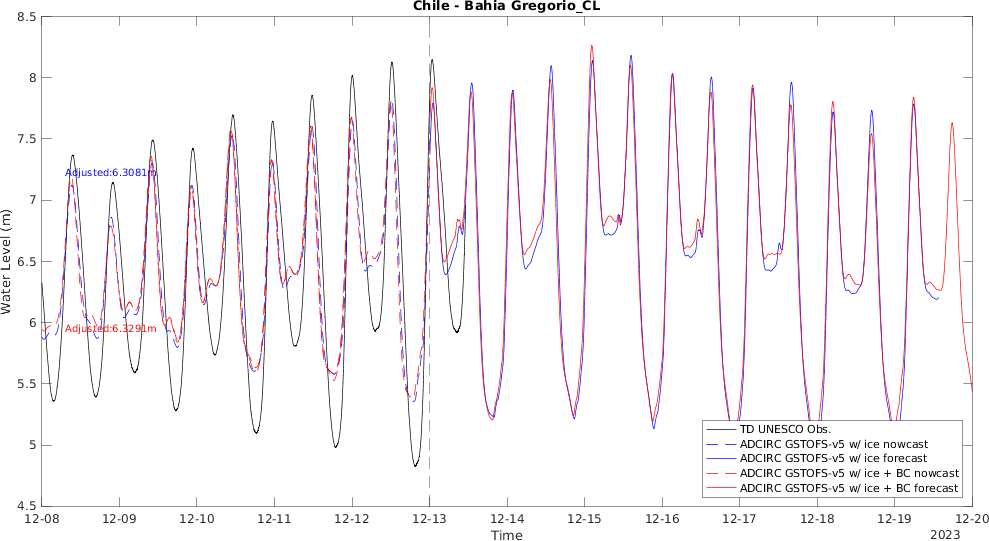 Chile - Bahia Gregorio_CL
8.5
8
7.5
7
6.5
6
5.5
5
4.5
Water Level (m)
Adjusted:6.3081m
Adjusted:6.3291m
TD UNESCO Obs.
ADCIRC GSTOFS-v5 w/ ice nowcast
ADCIRC GSTOFS-v5 w/ ice forecast
ADCIRC GSTOFS-v5 w/ ice + BC nowcast
ADCIRC GSTOFS-v5 w/ ice + BC forecast
12-08 12-09 12-10 12-11 12-12 12-13 12-14 12-15 12-16 12-17 12-18 12-19 12-20
Time
2023